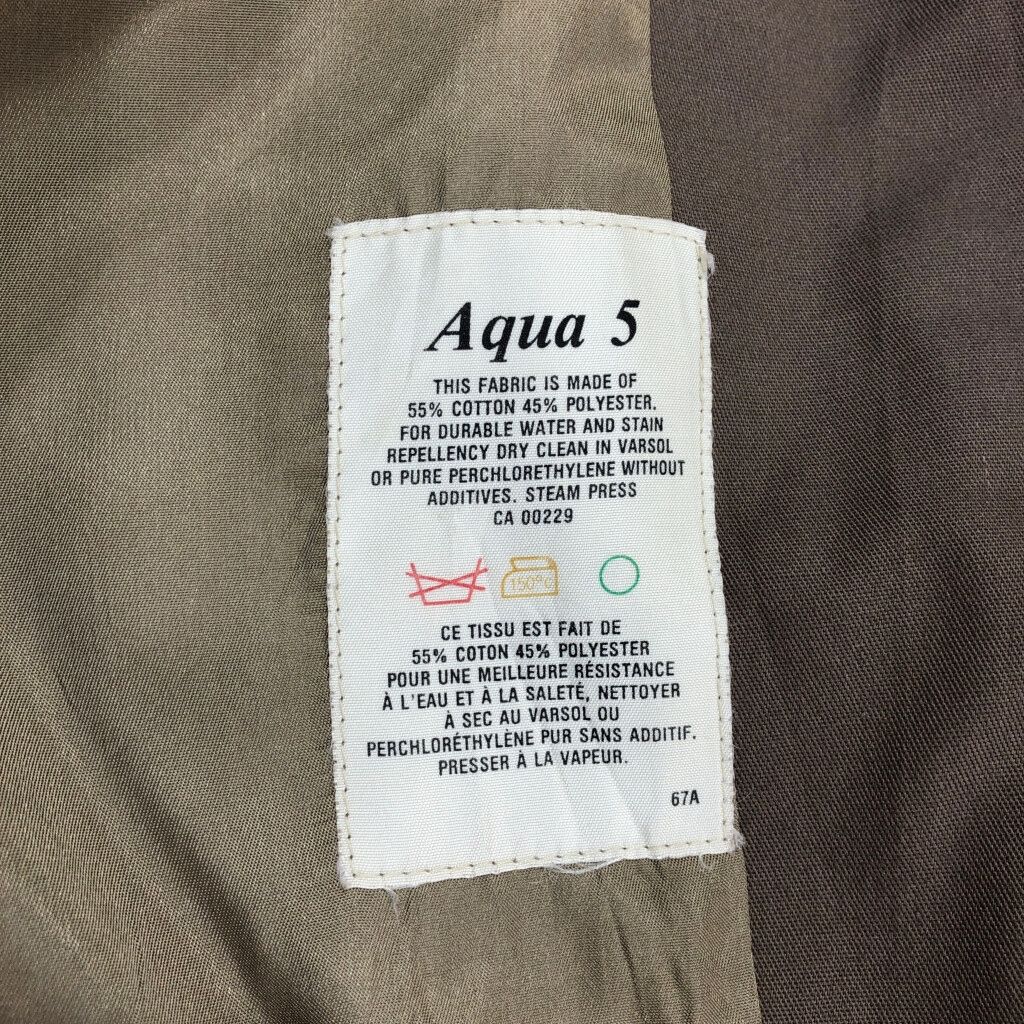 Aqua 5
THIS FABRIC IS MADE OF
55% COTTON 45% POLYESTER.
FOR DURABLE WATER AND STAIN
REPELLENCY DRY CLEAN IN VARSOL
OR PURE PERCHLORETHYLENE WITHOUT
ADDITIVES. STEAM PRESS
CA 00229
150°C
CE TISSU EST FAIT DE
55% COTON 45% POLYESTER
POUR UNE MEILLEURE RÉSISTANCE
À L'EAU ET À LA SALETÉ, NETTOYER
À SEC AU VARSOL OU
PERCHLORÉTHYLÈNE PUR SANS ADDITIF.
PRESSER À LA VAPEUR.
67A